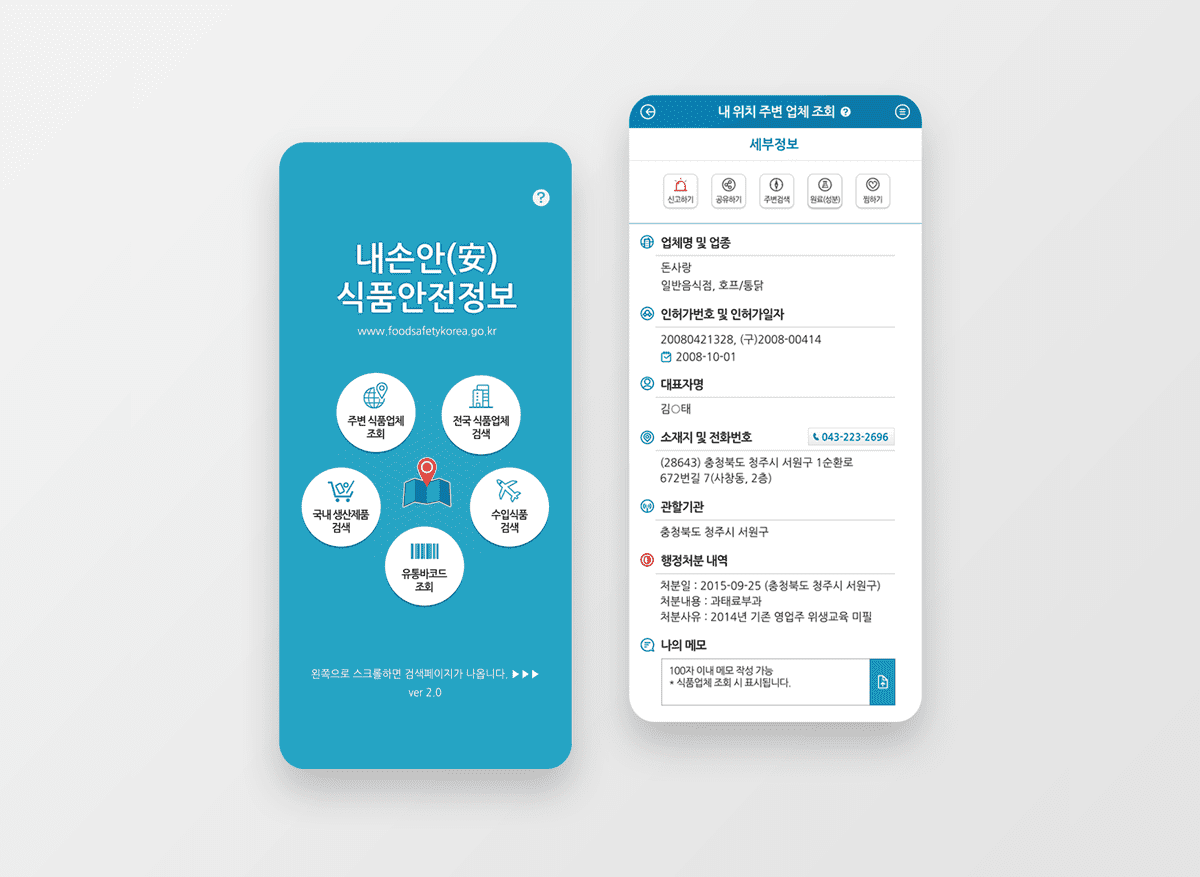 ?
내손안(安)
식품안전정보
www.foodsafetykorea.go.kr
주변 식품업체
조회
전국 식품업체
검색
국내 생산제품
검색
수입식품
검색
유통바코드
조회
왼쪽으로 스크롤하면 검색페이지가 나옵니다. ▶▶▶
ver 2.0
내 위치 주변 업체 조회 ?
세부정보
신고하기
공유하기
주변검색
원료(성분)
찜하기
업체명 및 업종
돈사랑
일반음식점, 호프/통닭
인허가번호 및 인허가일자
20080421328, (구)2008-00414
2008-10-01
대표자명
김○태
소재지 및 전화번호
043-223-2696
(28643) 충청북도 청주시 서원구 1순환로
672번길 7(사창동, 2층)
관할기관
충청북도 청주시 서원구
행정처분 내역
처분일 : 2015-09-25 (충청북도 청주시 서원구)
처분내용 : 과태료부과
처분사유 : 2014년 기존 영업주 위생교육 미필
나의 메모
100자 이내 메모 작성 가능
* 식품업체 조회 시 표시됩니다.